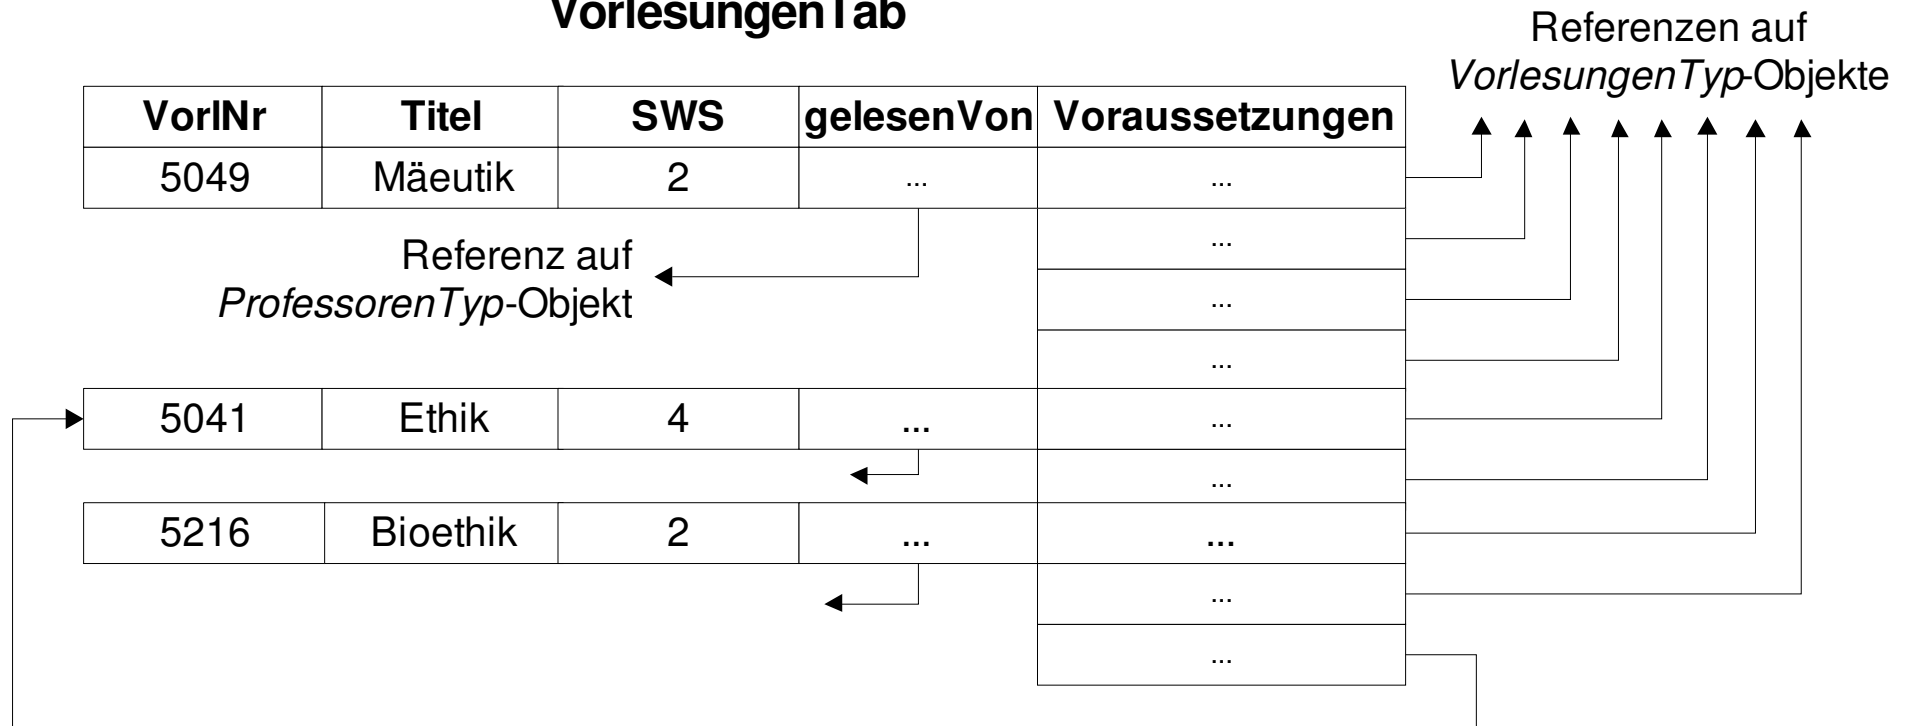 VorlesungenTab
Referenzen auf
VorlesungenTyp-Objekte
VorlNr Titel SWS gelesenVon Voraussetzungen
5049 Mäeutik 2 ... ...
...
Referenz auf
ProfessorenTyp-Objekt
...
...
5041 Ethik 4 ... ...
...
5216 Bioethik 2 ... ...
...
...